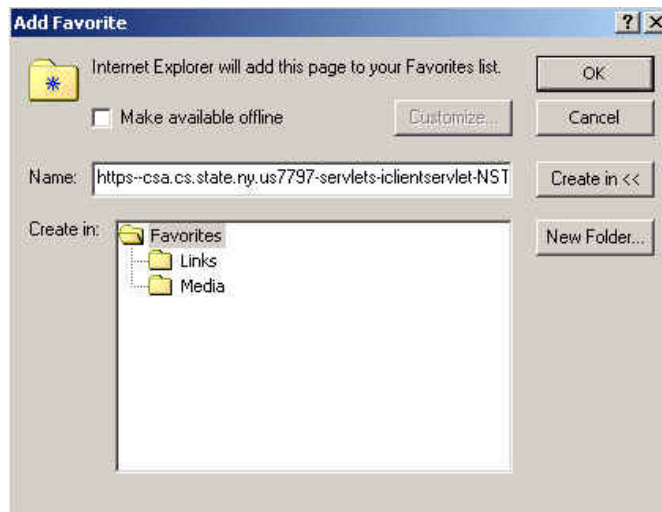 Add Favorite
Internet Explorer will add this page to your Favorites list.
OK
Make available offline
Customize...
Cancel
Name: https--csa.cs.state.ny.us7797-servlets-iclientservlet-NST
Create in <<
Create in:
Favorites
New Folder...
Links
Media